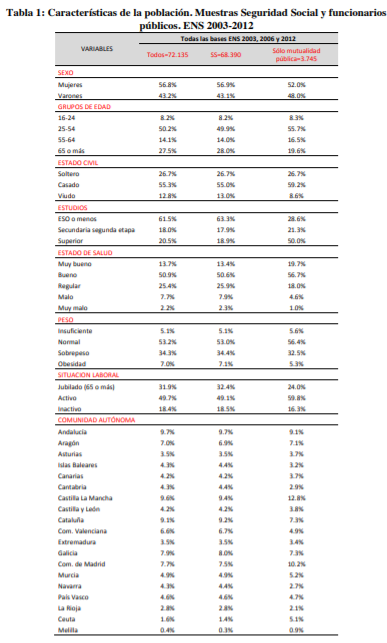 Tabla 1: Características de la población. Muestras Seguridad Social y funcionarios
públicos. ENS 2003-2012
VARIABLES
Todas las bases ENS 2003, 2006 y 2012
Todos=72.135 SS=68.390 Sólo mutualidad pública=3.745
SEXO
Mujeres 56.8% 56.9% 52.0%
Varones 43.2% 43.1% 48.0%
GRUPOS DE EDAD
16-24 8.2% 8.2% 8.3%
25-54 50.2% 49.9% 55.7%
55-64 14.1% 14.0% 16.5%
65 o más 27.5% 28.0% 19.6%
ESTADO CIVIL
Soltero 26.7% 26.7% 26.7%
Casado 55.3% 55.0% 59.2%
Viudo 12.8% 13.0% 8.6%
ESTUDIOS
ESO o menos 61.5% 63.3% 28.6%
Secundaria segunda etapa 18.0% 17.9% 21.3%
Superior 20.5% 18.9% 50.0%
ESTADO DE SALUD
Muy bueno 13.7% 13.4% 19.7%
Bueno 50.9% 50.6% 56.7%
Regular 25.4% 25.9% 18.0%
Malo 7.7% 7.9% 4.6%
Muy malo 2.2% 2.3% 1.0%
PESO
Insuficiente 5.1% 5.1% 5.6%
Normal 53.2% 53.0% 56.4%
Sobrepeso 34.3% 34.4% 32.5%
Obesidad 7.0% 7.1% 5.3%
SITUACION LABORAL
Jubilado (65 o más) 31.9% 32.4% 24.0%
Activo 49.7% 49.1% 59.8%
Inactivo 18.4% 18.5% 16.3%
COMUNIDAD AUTÓNOMA
Andalucía 9.7% 9.7% 9.1%
Aragón 7.0% 6.9% 7.1%
Asturias 3.5% 3.5% 3.7%
Islas Baleares 4.3% 4.4% 3.2%
Canarias 4.2% 4.2% 3.7%
Cantabria 4.3% 4.4% 2.9%
Castilla La Mancha 9.6% 9.4% 12.8%
Castilla y León 4.2% 4.2% 3.8%
Cataluña 9.1% 9.2% 7.3%
Com. Valenciana 6.6% 6.7% 4.9%
Extremadura 3.5% 3.5% 3.4%
Galicia 7.9% 8.0% 7.3%
Com. de Madrid 7.7% 7.5% 10.2%
Murcia 4.9% 4.9% 5.2%
Navarra 4.3% 4.4% 2.7%
País Vasco 4.6% 4.6% 4.7%
La Rioja 2.8% 2.8% 2.1%
Ceuta 1.6% 1.4% 5.1%
Melilla 0.4% 0.3% 0.9%